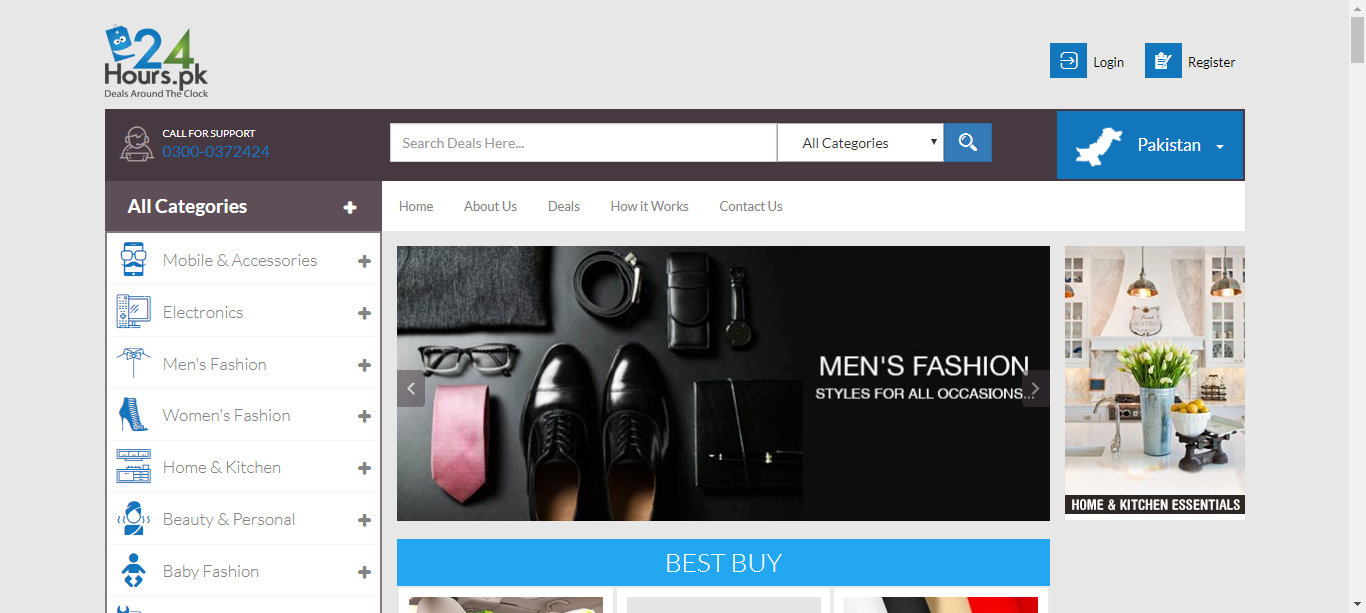 24
Hours.pk
Deals Around The Clock
Login
Register
CALL FOR SUPPORT
0300-0372424
Search Deals Here...
All Categories
Pakistan
All Categories
Home
About Us
Deals
How it Works
Contact Us
Mobile & Accessories
Electronics
Men's Fashion
Women's Fashion
Home & Kitchen
Beauty & Personal
Baby Fashion
MEN'S FASHION
STYLES FOR ALL OCCASIONS...
HOME & KITCHEN ESSENTIALS
BEST BUY